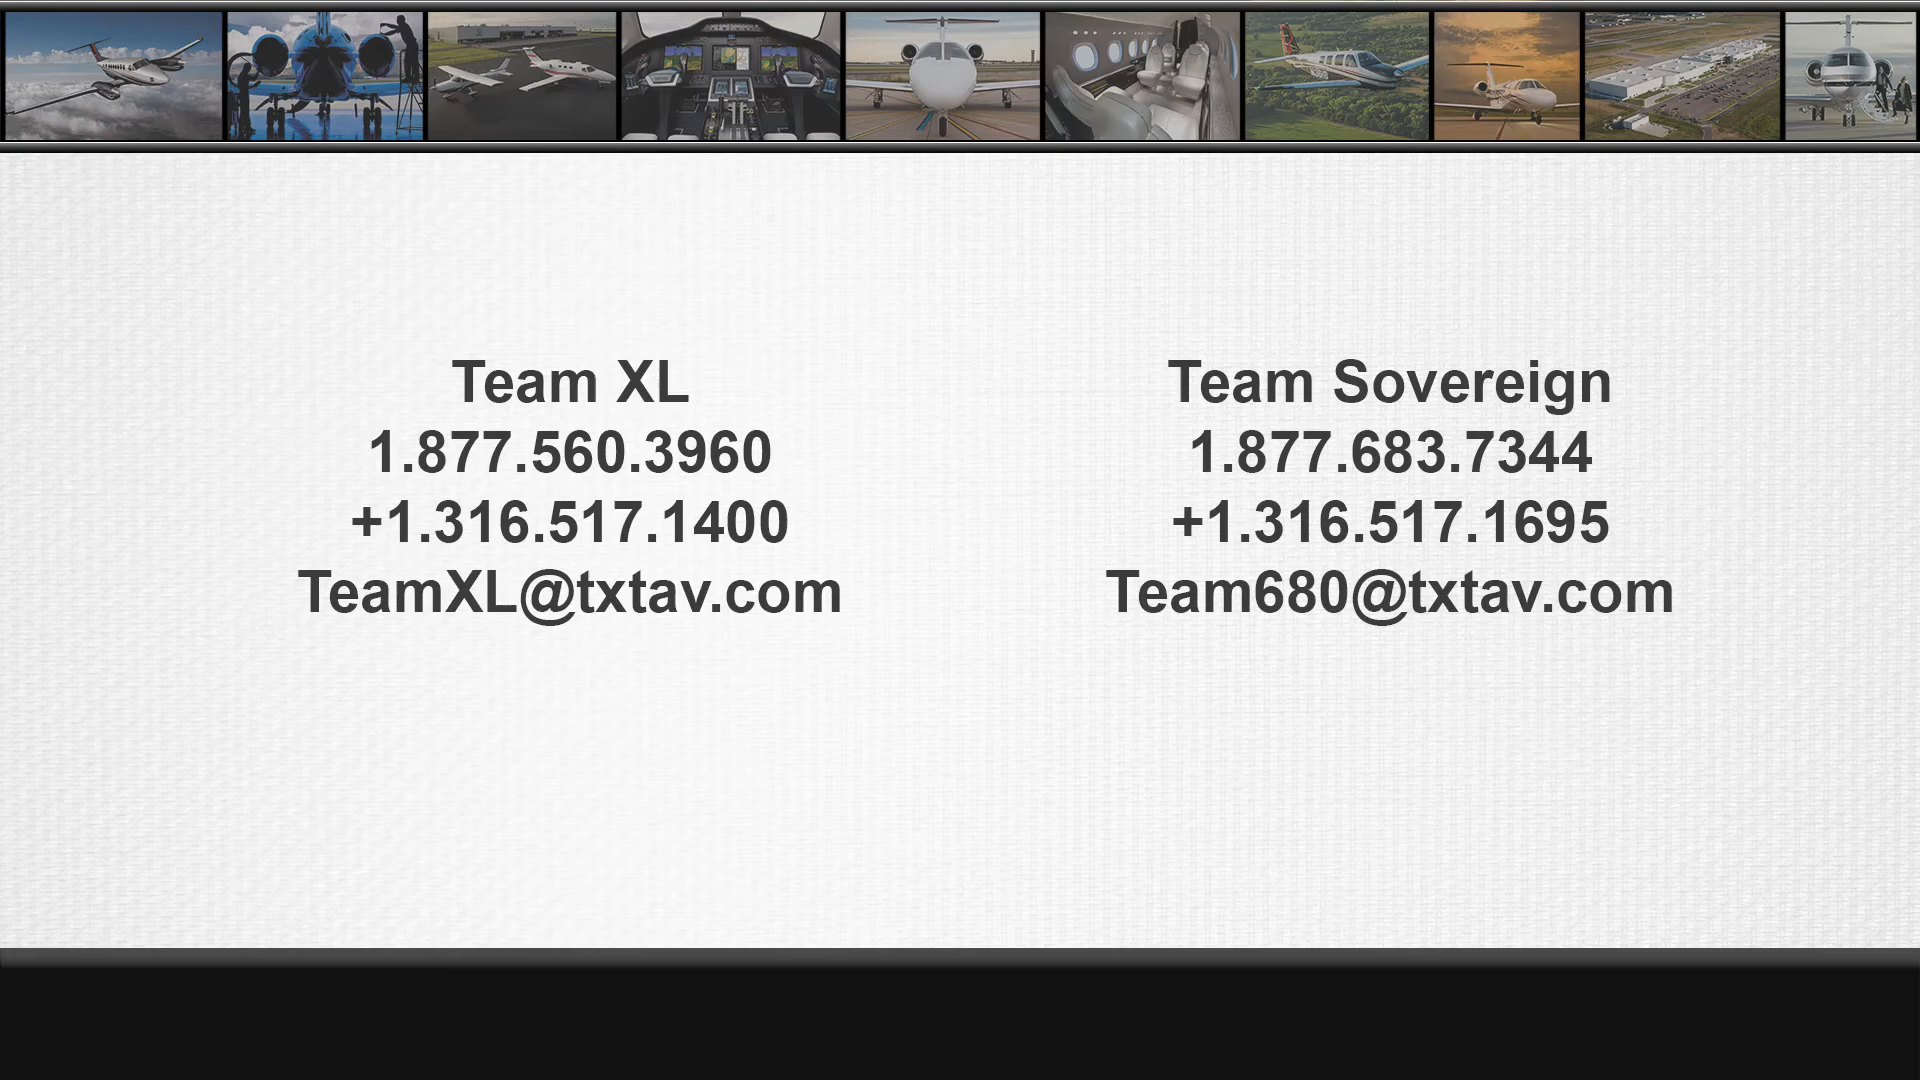 Team XL
1.877.560.3960
+1.316.517.1400
TeamXL@txtav.com
Team Sovereign
1.877.683.7344
+1.316.517.1695
Team680@txtav.com